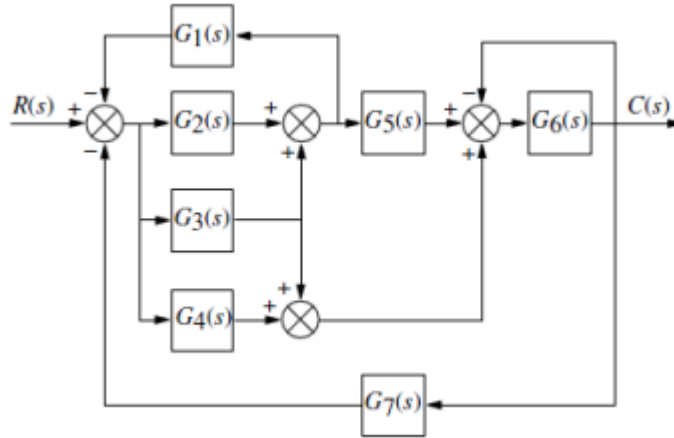 G1(s)
R(s) + − −
G2(s) + +
G5(s) + − +
G6(s)
C(s)
G3(s)
G4(s) + +
G7(s)